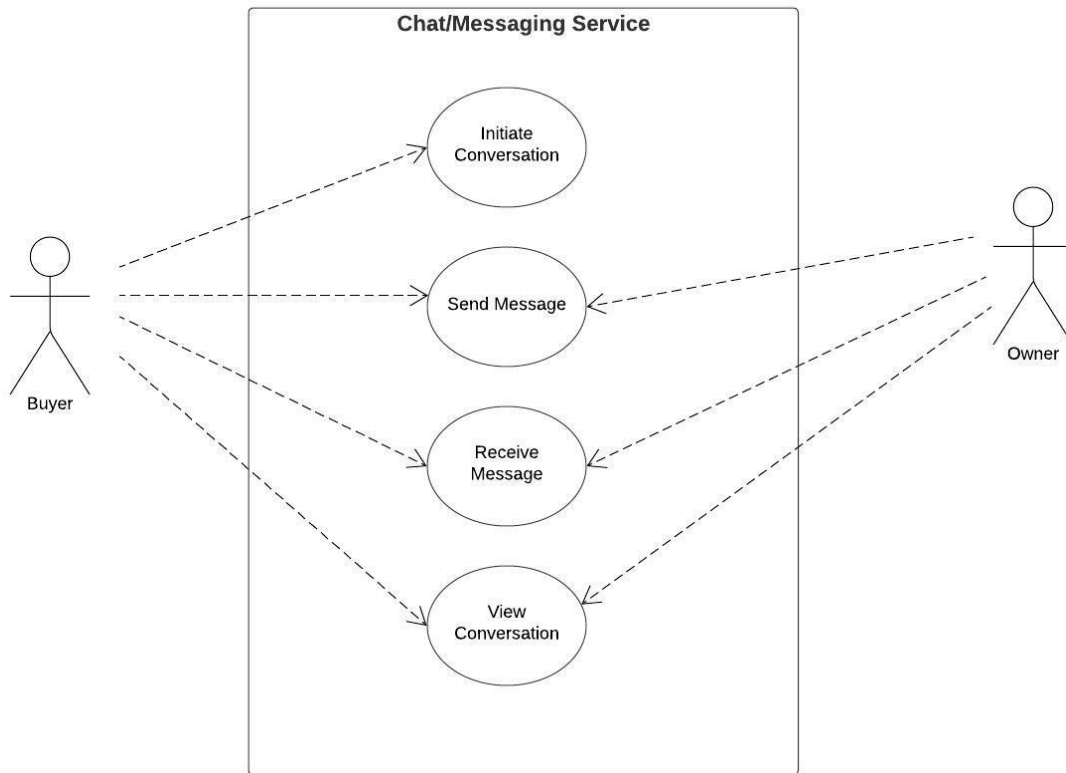 Chat/Messaging Service
Initiate
Conversation
Send Message
Receive
Message
View
Conversation
Buyer
Owner